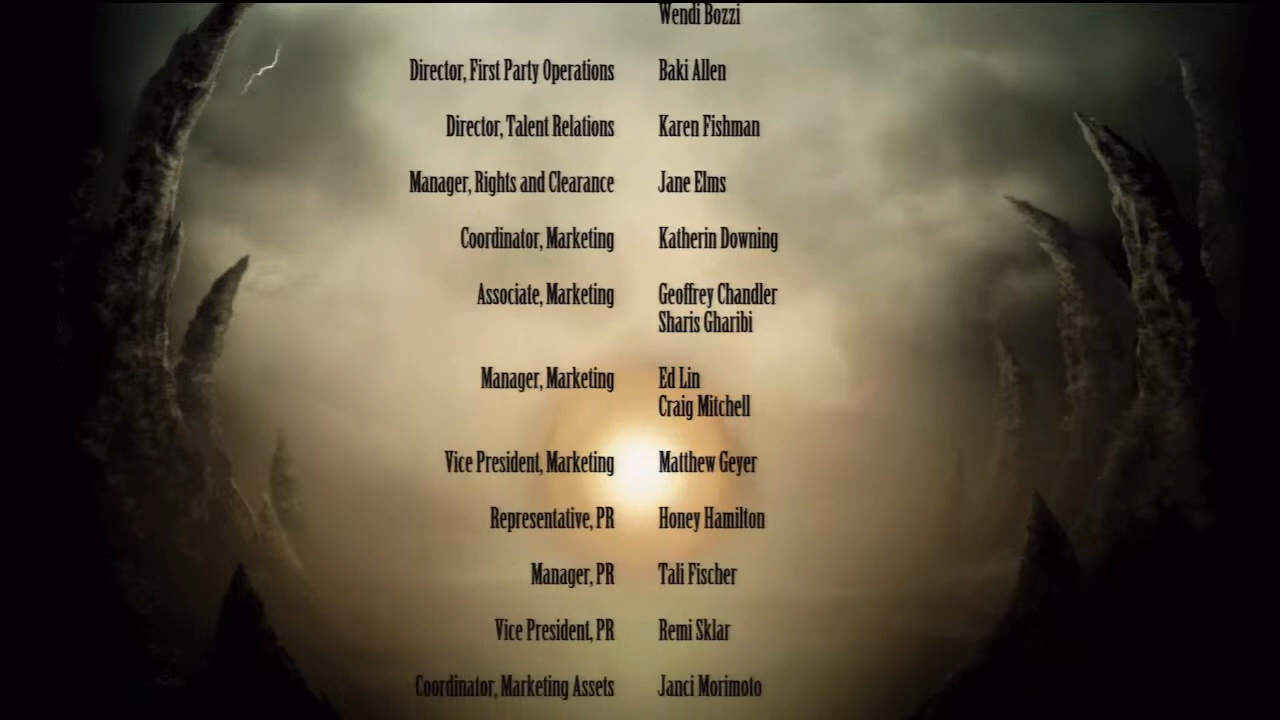 Wendi Bozzi
Director, First Party Operations Baki Allen
Director, Talent Relations Karen Fishman
Manager, Rights and Clearance Jane Elms
Coordinator, Marketing Katherin Downing
Associate, Marketing Geoffrey Chandler
Sharis Gharibi
Manager, Marketing Ed Lin
Craig Mitchell
Vice President, Marketing Matthew Geyer
Representative, PR Honey Hamilton
Manager, PR Tali Fischer
Vice President, PR Remi Sklar
Coordinator, Marketing Assets Janci Morimoto